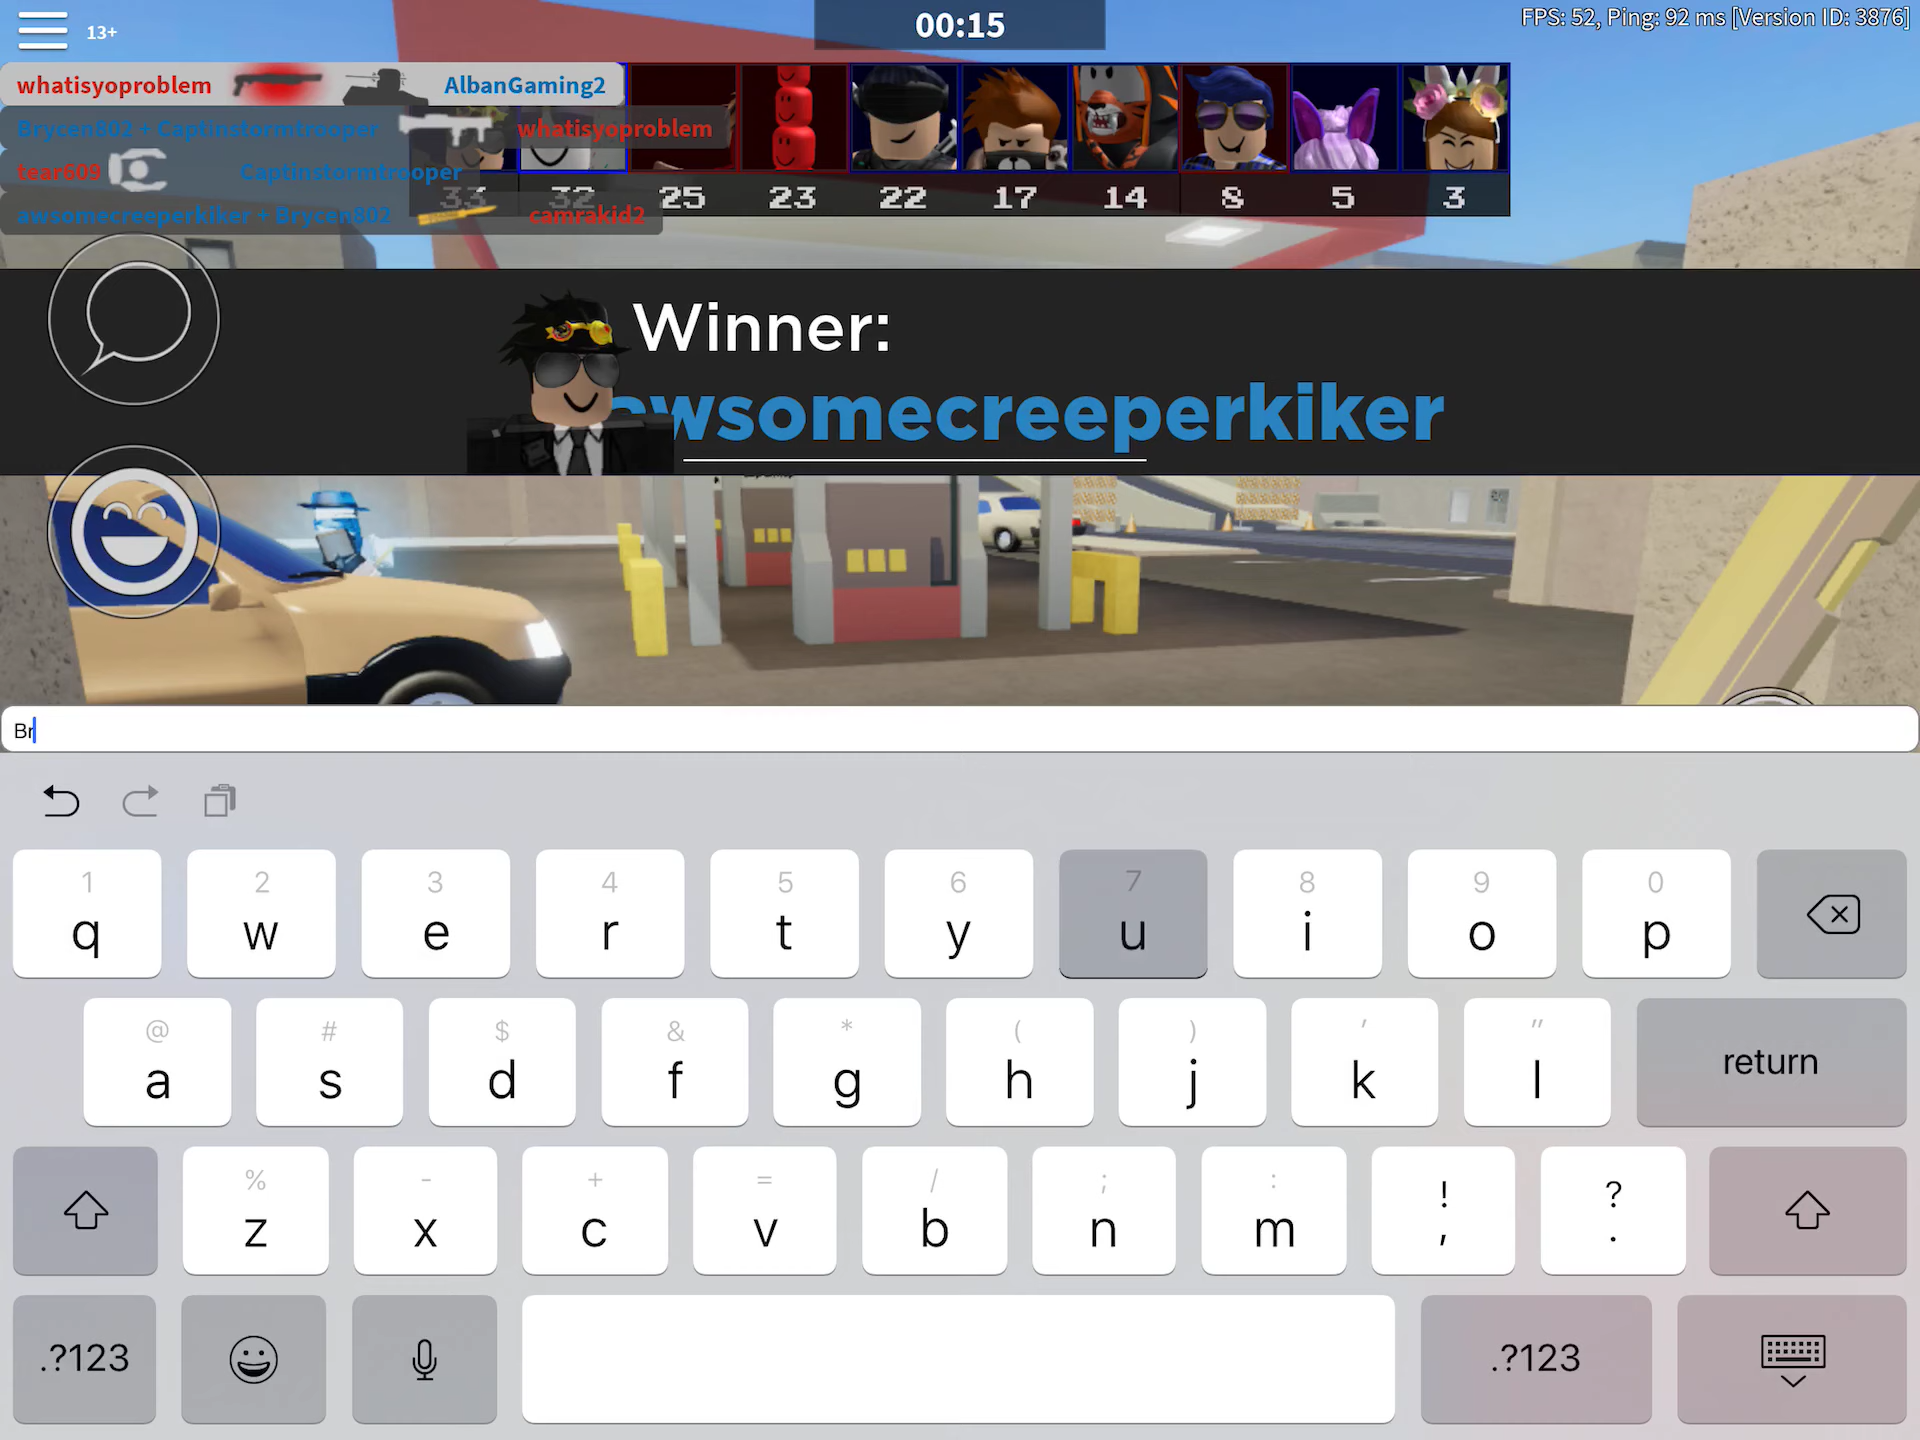 13+
00:15
FPS: 52, Ping: 92 ms [Version ID: 3876]
whatisyoproblem AlbanGaming2
Brycen802 + Captinstormtrooper whatisyoproblem
tear609 Captinstormtrooper
awsomecreeperkiker + Brycen802 camrakid2
33 32 25 23 22 17 14 8 5 3
Winner:
awsomecreeperkiker
Br
1 2 3 4 5 6 7 8 9 0
q w e r t y u i o p
@ # $ & * ( ) ' "
a s d f g h j k l return
% - + = / ; : ! ?
z x c v b n m , .
.?123 .?123